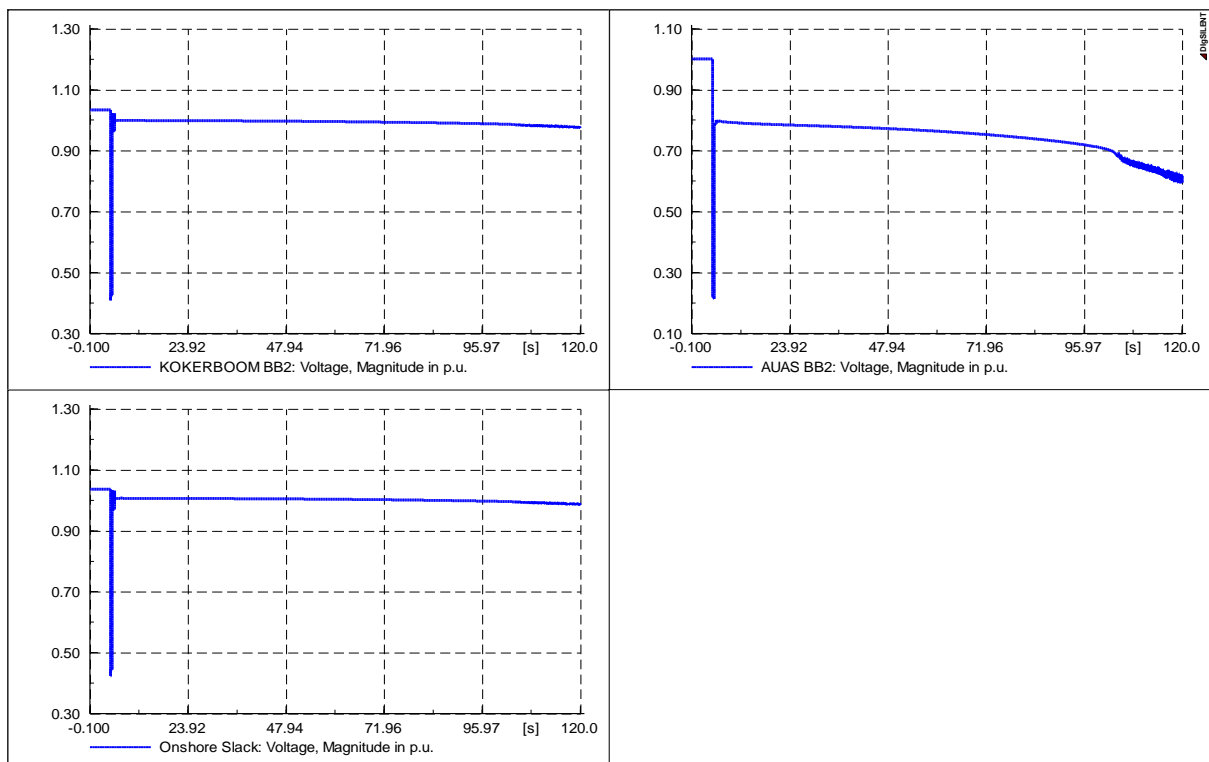 1.30
1.10
0.90
0.70
0.50
0.30
-0.100 23.92 47.94 71.96 95.97 [s] 120.0
KOKERBOOM BB2: Voltage, Magnitude in p.u.
1.10
0.90
0.70
0.50
0.30
0.10
-0.100 23.92 47.94 71.96 95.97 [s] 120.0
AUAS BB2: Voltage, Magnitude in p.u.
DIgSILENT
1.30
1.10
0.90
0.70
0.50
0.30
-0.100 23.92 47.94 71.96 95.97 [s] 120.0
Onshore Slack: Voltage, Magnitude in p.u.